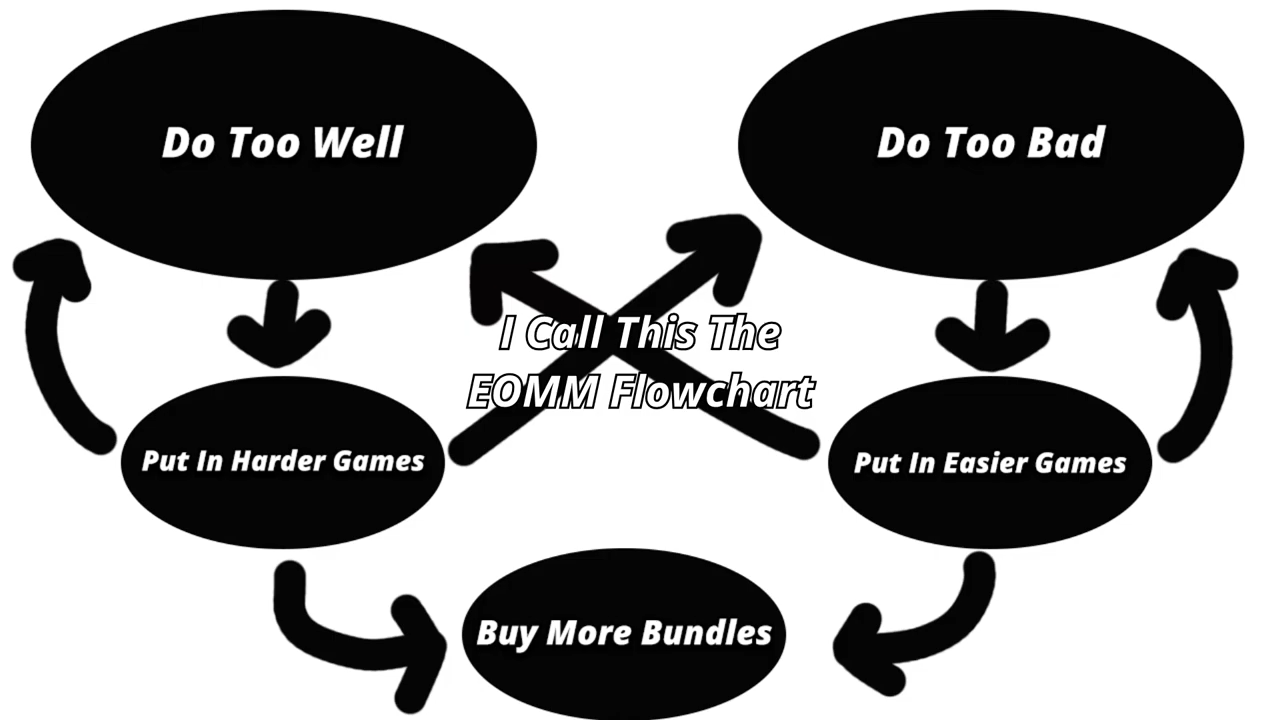 Do Too Well
Do Too Bad
I Call This The
EOMM Flowchart
Put In Harder Games
Put In Easier Games
Buy More Bundles